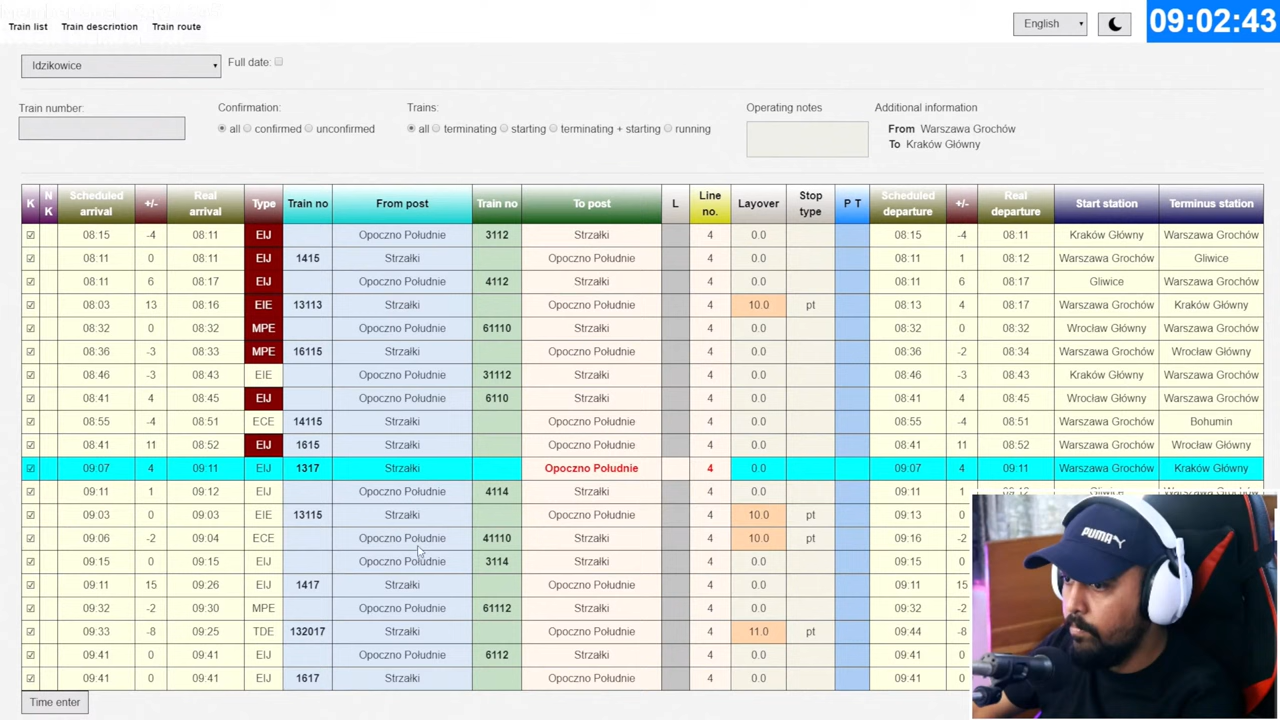 Train list Train description Train route English 09:02:43
Idzikowice Full date:
Train number: Confirmation: Trains: Operating notes Additional information
all confirmed unconfirmed all terminating starting terminating + starting running From Warszawa Grochów
To Kraków Główny
K N K Scheduled arrival +/- Real arrival Type Train no From post Train no To post L Line no. Layover Stop type P T Scheduled departure +/- Real departure Start station Terminus station
08:15 -4 08:11 EIJ Opoczno Południe 3112 Strzałki 4 0.0 08:15 -4 08:11 Kraków Główny Warszawa Grochów
08:11 0 08:11 EIJ 1415 Strzałki Opoczno Południe 4 0.0 08:11 1 08:12 Warszawa Grochów Gliwice
08:11 6 08:17 EIJ Opoczno Południe 4112 Strzałki 4 0.0 08:11 6 08:17 Gliwice Warszawa Grochów
08:03 13 08:16 EIE 13113 Strzałki Opoczno Południe 4 10.0 pt 08:13 4 08:17 Warszawa Grochów Kraków Główny
08:32 0 08:32 MPE Opoczno Południe 61110 Strzałki 4 0.0 08:32 0 08:32 Wrocław Główny Warszawa Grochów
08:36 -3 08:33 MPE 16115 Strzałki Opoczno Południe 4 0.0 08:36 -2 08:34 Warszawa Grochów Wrocław Główny
08:46 -3 08:43 EIE Opoczno Południe 31112 Strzałki 4 0.0 08:46 -3 08:43 Kraków Główny Warszawa Grochów
08:41 4 08:45 EIJ Opoczno Południe 6110 Strzałki 4 0.0 08:41 4 08:45 Wrocław Główny Warszawa Grochów
08:55 -4 08:51 ECE 14115 Strzałki Opoczno Południe 4 0.0 08:55 -4 08:51 Warszawa Grochów Bohumin
08:41 11 08:52 EIJ 1615 Strzałki Opoczno Południe 4 0.0 08:41 11 08:52 Warszawa Grochów Wrocław Główny
09:07 4 09:11 EIJ 1317 Strzałki Opoczno Południe 4 0.0 09:07 4 09:11 Warszawa Grochów Kraków Główny
09:11 1 09:12 EIJ Opoczno Południe 4114 Strzałki 4 0.0 09:11 1 09:12 Gliwice Warszawa Grochów
09:03 0 09:03 EIE 13115 Strzałki Opoczno Południe 4 10.0 pt 09:13 0
09:06 -2 09:04 ECE Opoczno Południe 41110 Strzałki 4 10.0 pt 09:16 -2
09:15 0 09:15 EIJ Opoczno Południe 3114 Strzałki 4 0.0 09:15 0
09:11 15 09:26 EIJ 1417 Strzałki Opoczno Południe 4 0.0 09:11 15
09:32 -2 09:30 MPE Opoczno Południe 61112 Strzałki 4 0.0 09:32 -2
09:33 -8 09:25 TDE 132017 Strzałki Opoczno Południe 4 11.0 pt 09:44 -8
09:41 0 09:41 EIJ Opoczno Południe 6112 Strzałki 4 0.0 09:41 0
09:41 0 09:41 EIJ 1617 Strzałki Opoczno Południe 4 0.0 09:41 0
Time enter
PUMA